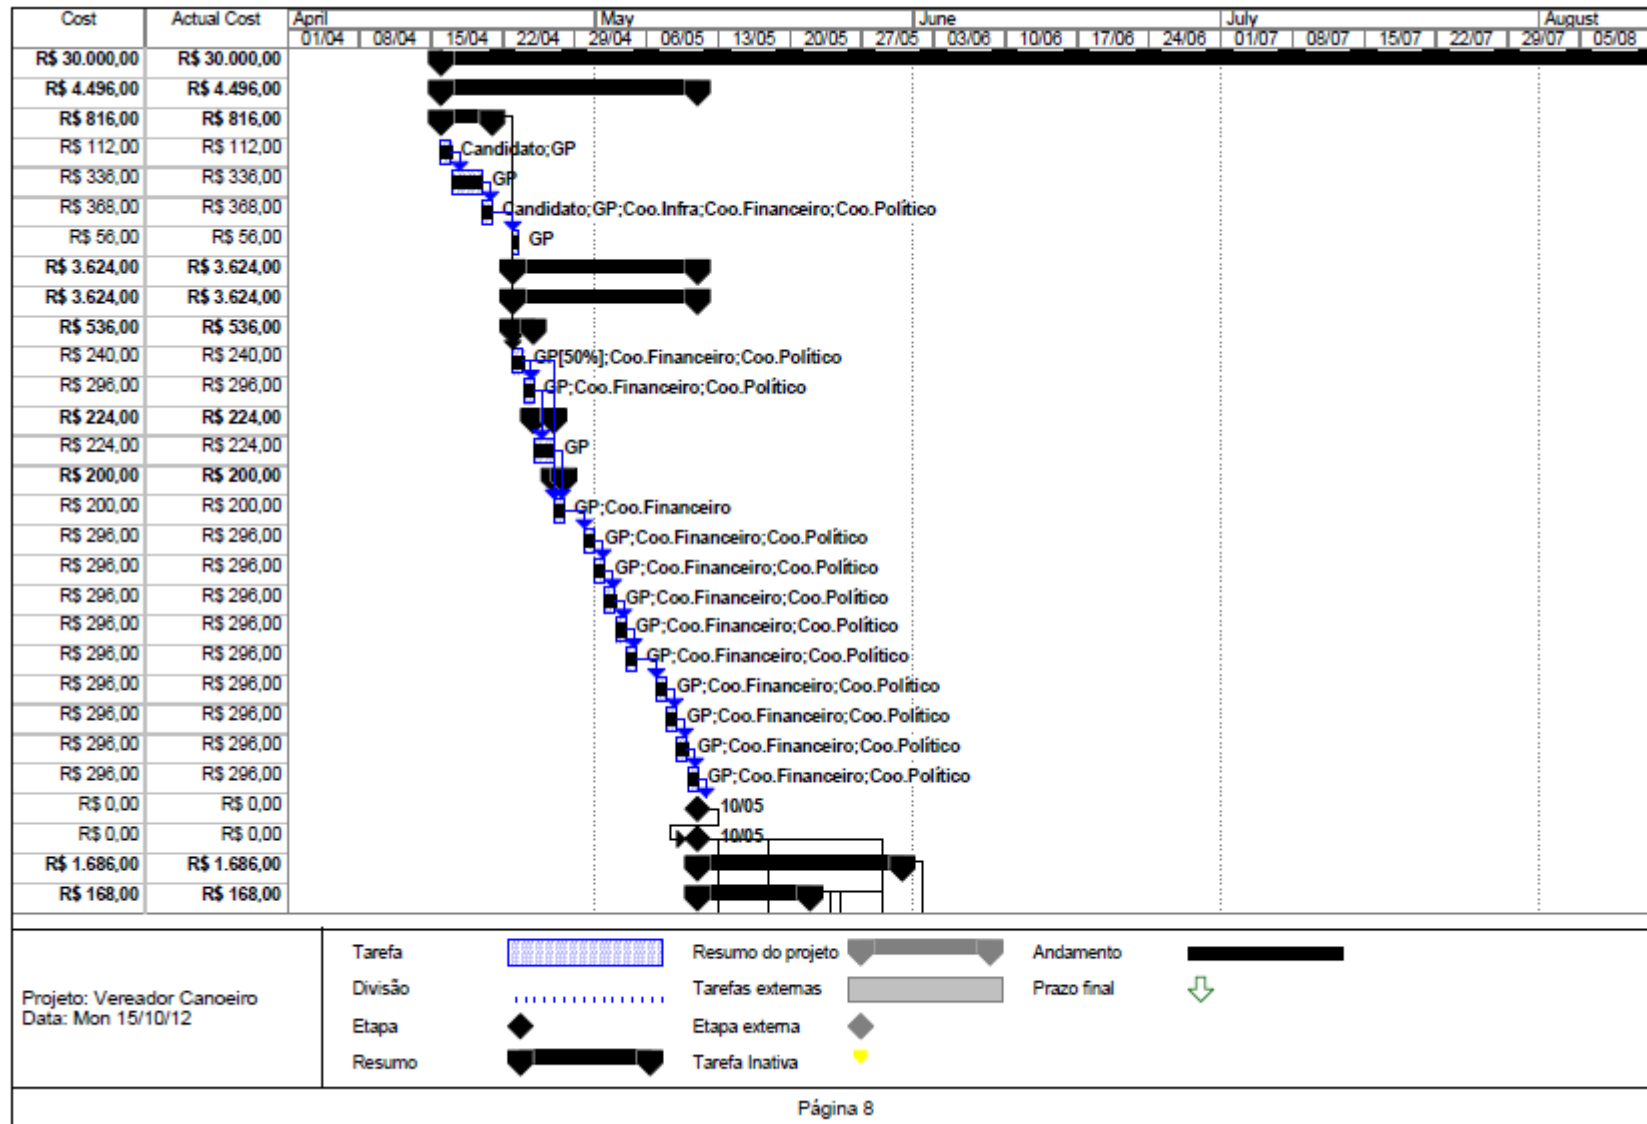 Cost Actual Cost April May June July August
01/04 08/04 15/04 22/04 29/04 06/05 13/05 20/05 27/05 03/06 10/06 17/06 24/06 01/07 08/07 15/07 22/07 29/07 05/08
R$ 30.000,00 R$ 30.000,00
R$ 4.496,00 R$ 4.496,00
R$ 816,00 R$ 816,00
R$ 112,00 R$ 112,00 Candidato;GP
R$ 336,00 R$ 336,00 GP
R$ 368,00 R$ 368,00 Candidato;GP;Coo.Infra;Coo.Financeiro;Coo.Político
R$ 56,00 R$ 56,00 GP
R$ 3.624,00 R$ 3.624,00
R$ 3.624,00 R$ 3.624,00
R$ 536,00 R$ 536,00
R$ 240,00 R$ 240,00 GP[50%];Coo.Financeiro;Coo.Político
R$ 296,00 R$ 296,00 GP;Coo.Financeiro;Coo.Político
R$ 224,00 R$ 224,00
R$ 224,00 R$ 224,00 GP
R$ 200,00 R$ 200,00
R$ 200,00 R$ 200,00 GP;Coo.Financeiro
R$ 296,00 R$ 296,00 GP;Coo.Financeiro;Coo.Político
R$ 296,00 R$ 296,00 GP;Coo.Financeiro;Coo.Político
R$ 296,00 R$ 296,00 GP;Coo.Financeiro;Coo.Político
R$ 296,00 R$ 296,00 GP;Coo.Financeiro;Coo.Político
R$ 296,00 R$ 296,00 GP;Coo.Financeiro;Coo.Político
R$ 296,00 R$ 296,00 GP;Coo.Financeiro;Coo.Político
R$ 296,00 R$ 296,00 GP;Coo.Financeiro;Coo.Político
R$ 296,00 R$ 296,00 GP;Coo.Financeiro;Coo.Político
R$ 296,00 R$ 296,00 GP;Coo.Financeiro;Coo.Político
R$ 0,00 R$ 0,00 10/05
R$ 0,00 R$ 0,00 10/05
R$ 1.686,00 R$ 1.686,00
R$ 168,00 R$ 168,00
Projeto: Vereador Canoeiro
Data: Mon 15/10/12
Tarefa Resumo do projeto Andamento
Divisão Tarefas externas Prazo final
Etapa Etapa externa
Resumo Tarefa Inativa
Página 8